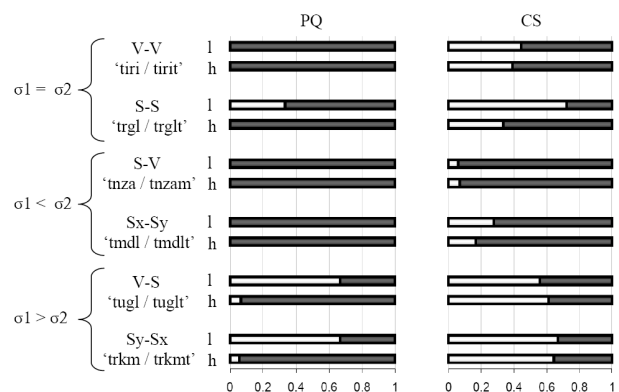 PQ CS
V-V l
‘tiri / tirit’ h
σ1 = σ2
S-S l
‘trgl / trglt’ h
S-V l
‘tnza / tnzam’ h
σ1 < σ2
Sx-Sy l
‘tmdl / tmdlt’ h
V-S l
‘tugl / tuglt’ h
σ1 > σ2
Sy-Sx l
‘trkm / trkmt’ h
0 0.2 0.4 0.6 0.8 1 0 0.2 0.4 0.6 0.8 1